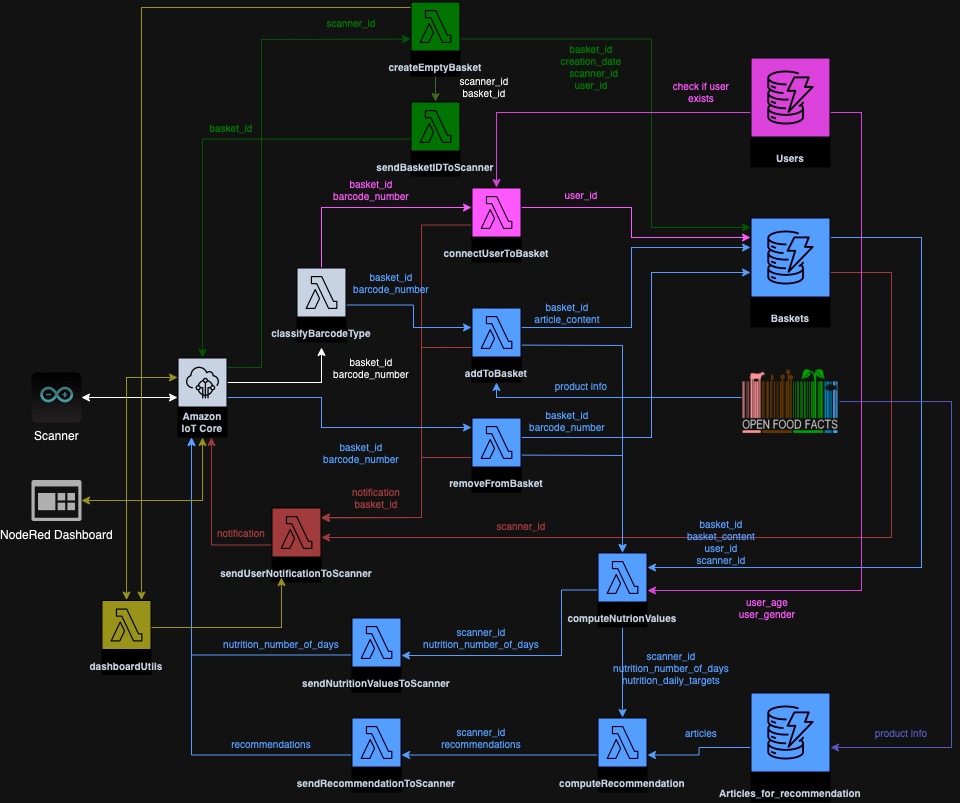 scanner_id
createEmptyBasket
basket_id
creation_date
scanner_id
user_id
scanner_id
basket_id
check if user
exists
Users
basket_id
sendBasketIDToScanner
basket_id
barcode_number
user_id
connectUserToBasket
basket_id
barcode_number
classifyBarcodeType
basket_id
article_content
Baskets
basket_id
barcode_number
addToBasket
product info
Amazon
IoT Core
Scanner
basket_id
barcode_number
OPEN FOOD FACTS
basket_id
barcode_number
removeFromBasket
notification
basket_id
NodeRed Dashboard
notification
scanner_id
basket_id
basket_content
user_id
scanner_id
sendUserNotificationToScanner
computeNutrionValues
user_age
user_gender
dashboardUtils
nutrition_number_of_days
scanner_id
nutrition_number_of_days
sendNutritionValuesToScanner
scanner_id
nutrition_number_of_days
nutrition_daily_targets
recommendations
scanner_id
recommendations
articles
product info
sendRecommendationToScanner
computeRecommendation
Articles_for_recommendation